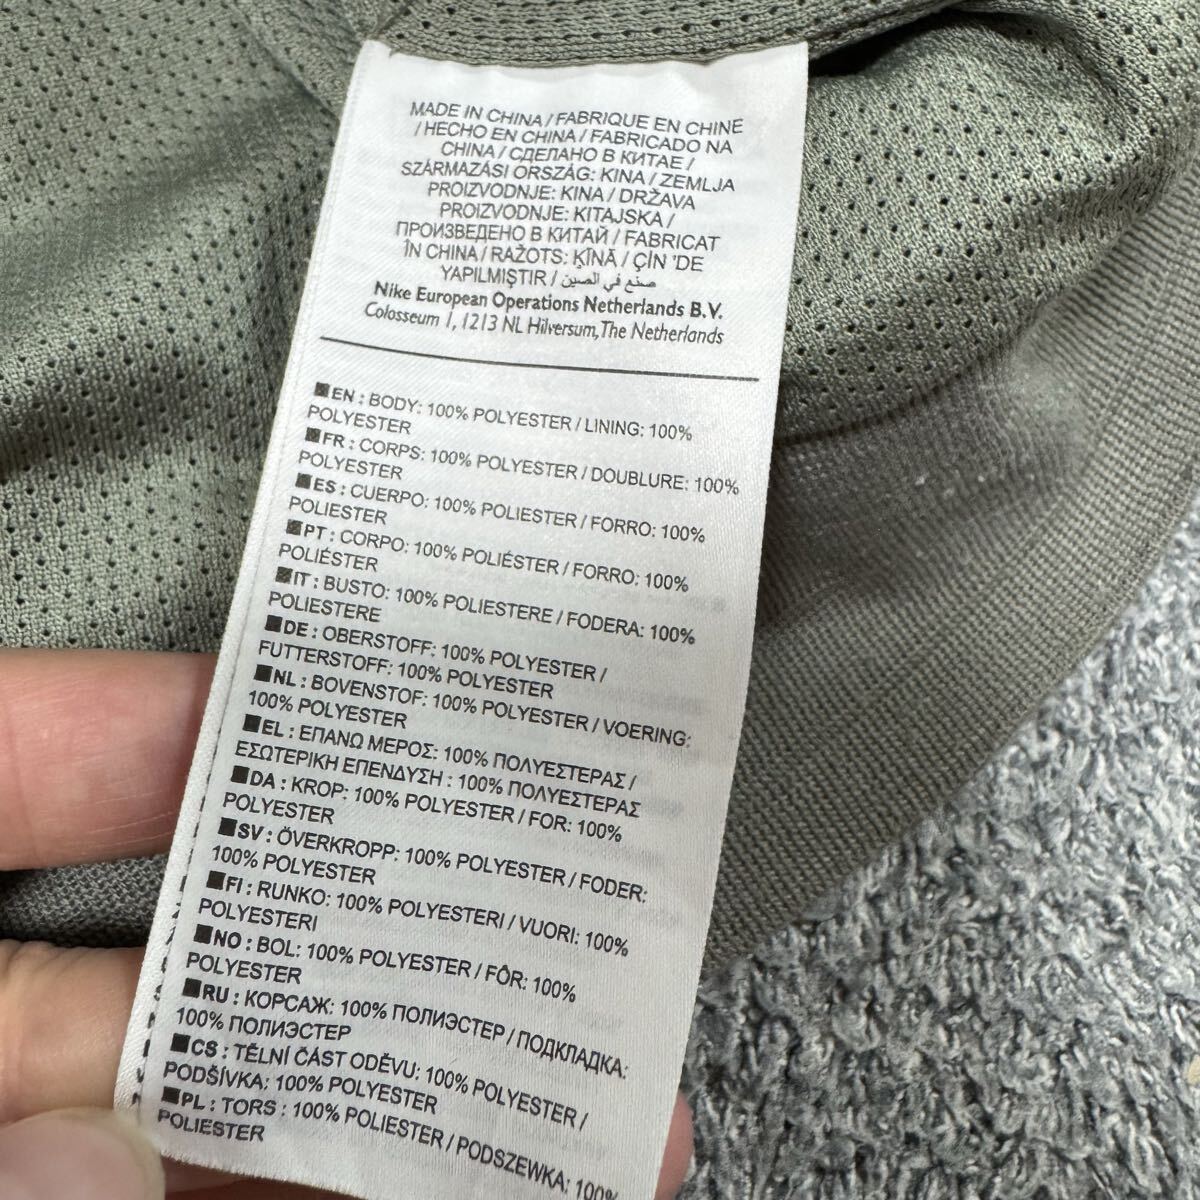 MADE IN CHINA / FABRIQUE EN CHINE
/ HECHO EN CHINA / FABRICADO NA
CHINA / СДЕЛАНО В КИТАЕ /
SZÁRMAZÁSI ORSZÁG: KINA / ZEMLJA
PROIZVODNJE: KINA / DRŽAVA
PROIZVODNJE: KITAJSKA /
ПРОИЗВЕДЕНО В КИТАЙ / FABRICAT
ÎN CHINA / RAŽOTS: ĶĪNĀ / ÇİN 'DE
YAPILMIŞTIR / صنع في الصين
Nike European Operations Netherlands B.V.
Colosseum 1, 1213 NL Hilversum, The Netherlands
■EN : BODY: 100% POLYESTER / LINING: 100%
POLYESTER
■FR : CORPS: 100% POLYESTER / DOUBLURE: 100%
POLYESTER
■ES : CUERPO: 100% POLIESTER / FORRO: 100%
POLIESTER
■PT : CORPO: 100% POLIÉSTER / FORRO: 100%
POLIÉSTER
■IT : BUSTO: 100% POLIESTERE / FODERA: 100%
POLIESTERE
■DE : OBERSTOFF: 100% POLYESTER /
FUTTERSTOFF: 100% POLYESTER
■NL : BOVENSTOF: 100% POLYESTER / VOERING:
100% POLYESTER
■EL : ΕΠΑΝΩ ΜΕΡΟΣ: 100% ΠΟΛΥΕΣΤΕΡΑΣ /
ΕΣΩΤΕΡΙΚΗ ΕΠΕΝΔΥΣΗ : 100% ΠΟΛΥΕΣΤΕΡΑΣ
■DA : KROP: 100% POLYESTER / FOR: 100%
POLYESTER
■SV : ÖVERKROPP: 100% POLYESTER / FODER:
100% POLYESTER
■FI : RUNKO: 100% POLYESTERI / VUORI: 100%
POLYESTERI
■NO : BOL: 100% POLYESTER / FÔR: 100%
POLYESTER
■RU : КОРСАЖ: 100% ПОЛИЭСТЕР / ПОДКЛАДКА:
100% ПОЛИЭСТЕР
■CS : TĚLNÍ ČÁST ODĚVU: 100% POLYESTER /
PODŠÍVKA: 100% POLYESTER
■PL : TORS : 100% POLIESTER / PODSZEWKA: 100%
POLIESTER